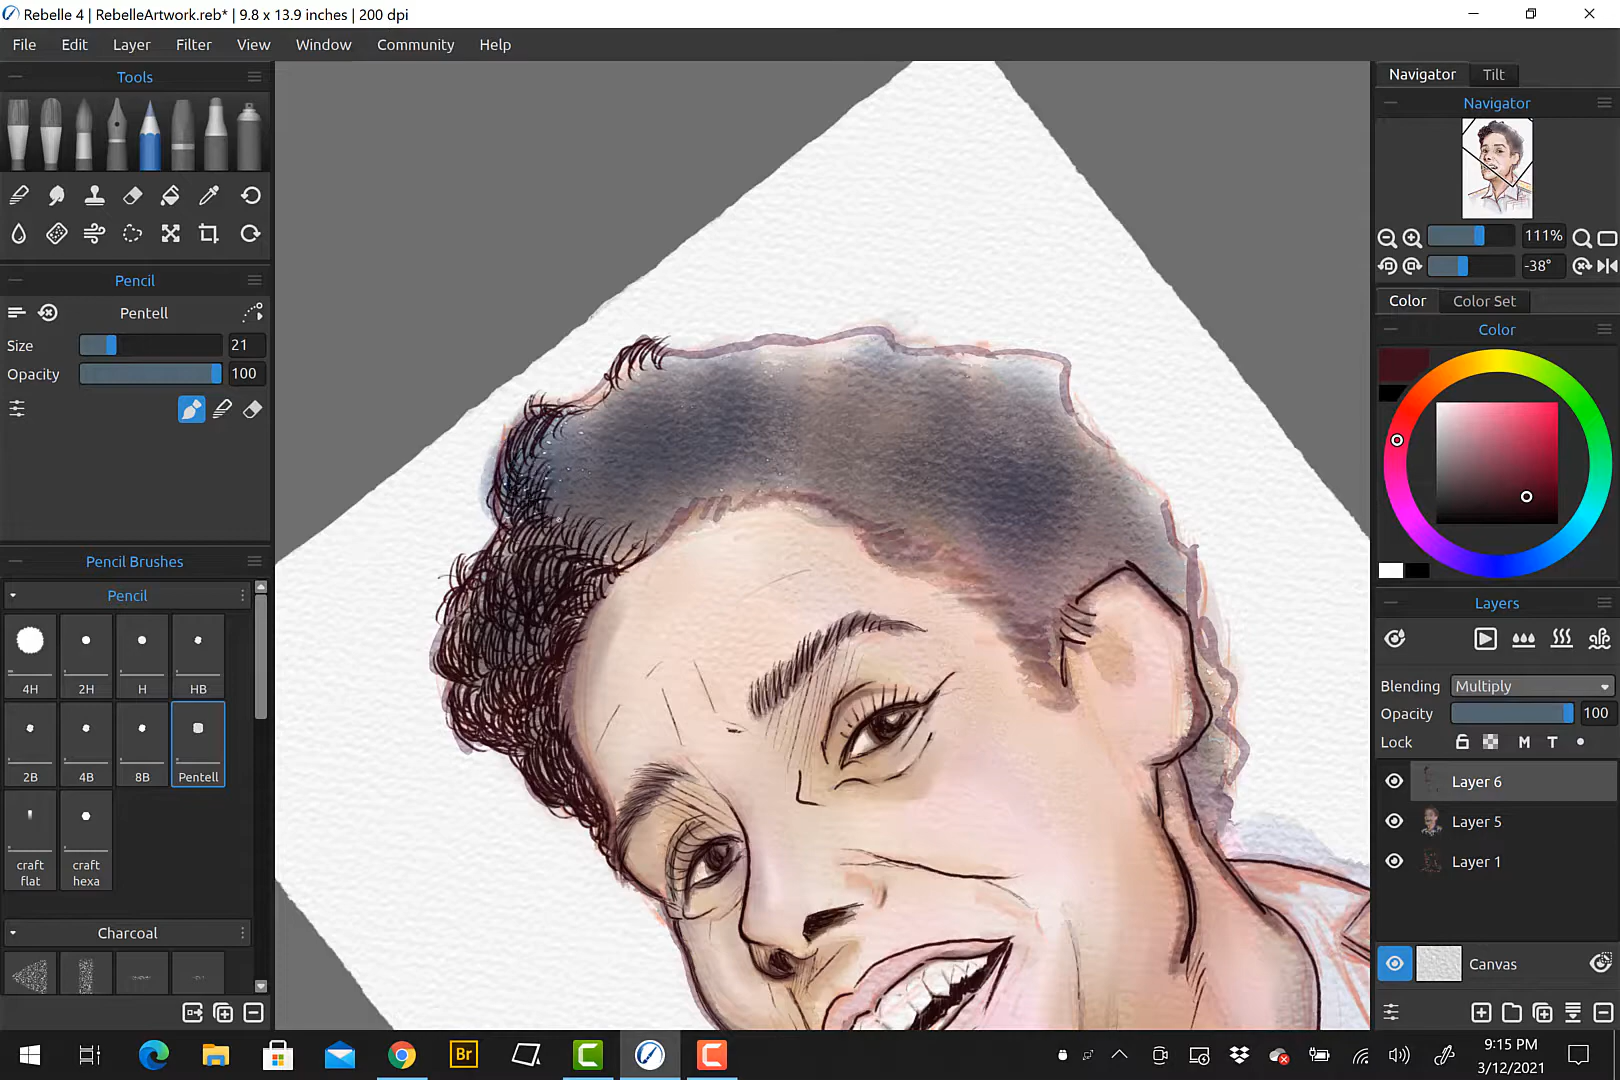 Rebelle 4 | RebelleArtwork.reb* | 9.8 x 13.9 inches | 200 dpi
File Edit Layer Filter View Window Community Help
Tools
Pencil
Pentell
Size 21
Opacity 100
Pencil Brushes
Pencil
4H 2H H HB
2B 4B 8B Pentell
craft flat craft hexa
Charcoal
Navigator Tilt
Navigator
111%
-38°
Color Color Set
Color
Layers
Blending Multiply
Opacity 100
Lock M T
Layer 6
Layer 5
Layer 1
Canvas
Br
9:15 PM
3/12/2021